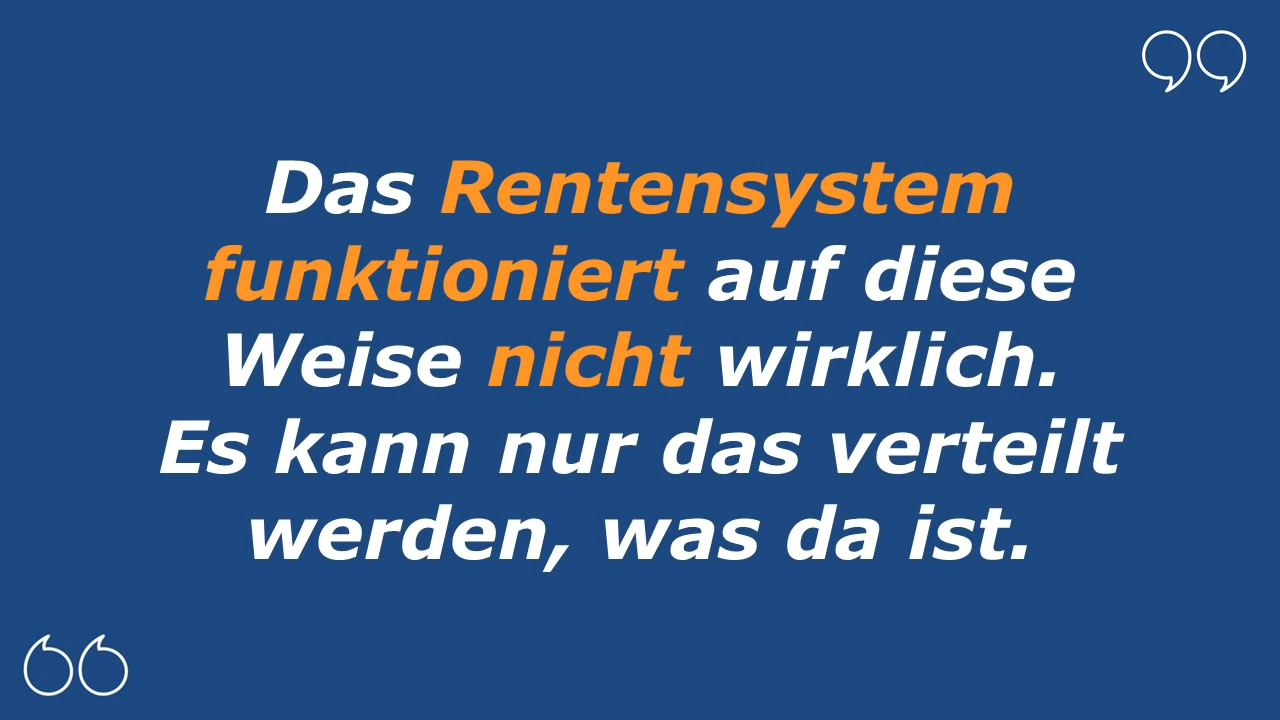 Das Rentensystem
funktioniert auf diese
Weise nicht wirklich.
Es kann nur das verteilt
werden, was da ist.